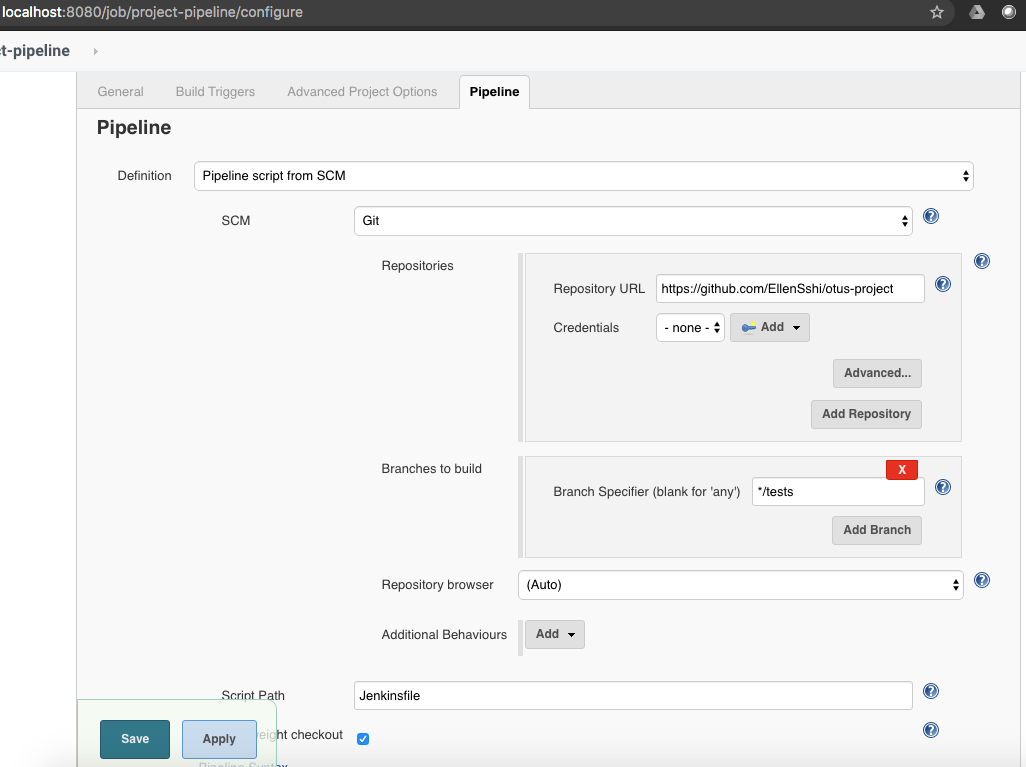 localhost:8080/job/project-pipeline/configure
t-pipeline
General Build Triggers Advanced Project Options Pipeline
Pipeline
Definition Pipeline script from SCM
SCM Git
Repositories
Repository URL https://github.com/EllenSshi/otus-project
Credentials - none - Add
Advanced...
Add Repository
Branches to build
X
Branch Specifier (blank for 'any') */tests
Add Branch
Repository browser (Auto)
Additional Behaviours Add
Script Path Jenkinsfile
Save Apply eight checkout
Pipeline Syntax